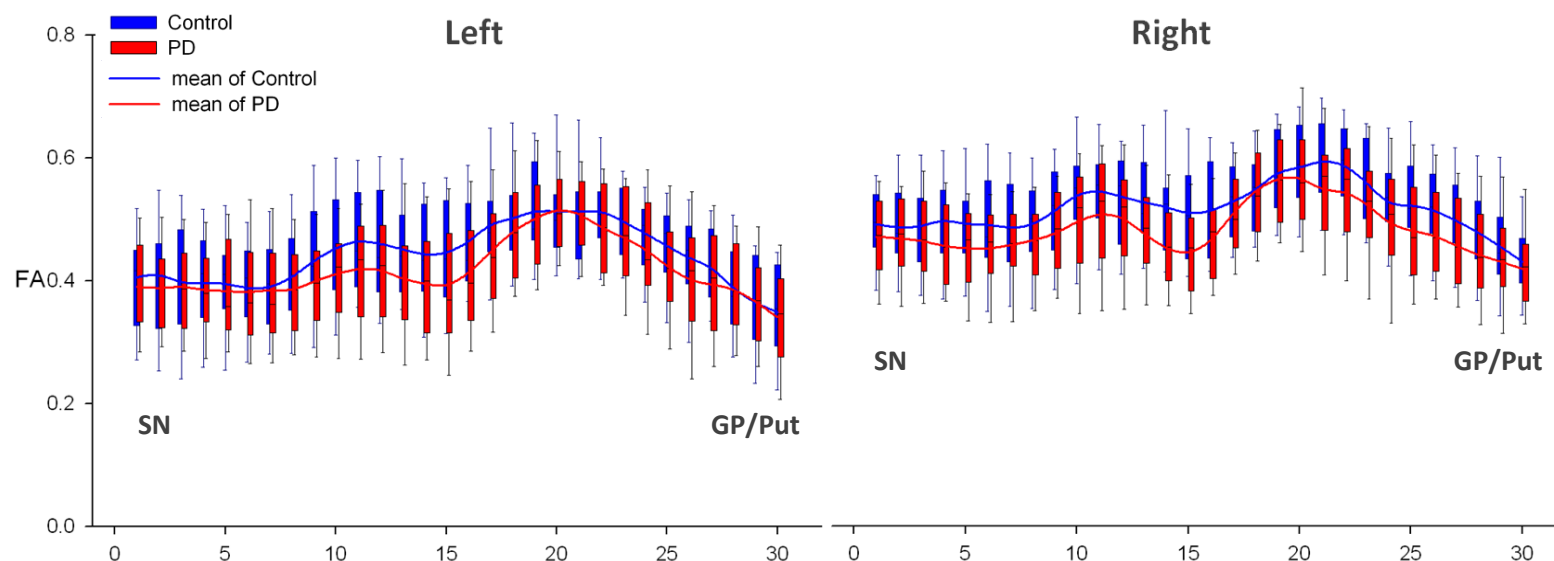 Left
Right
Control
PD
mean of Control
mean of PD
0.8
0.6
FA0.4
0.2
0.0
SN
GP/Put
SN
GP/Put
0 5 10 15 20 25 30
0 5 10 15 20 25 30